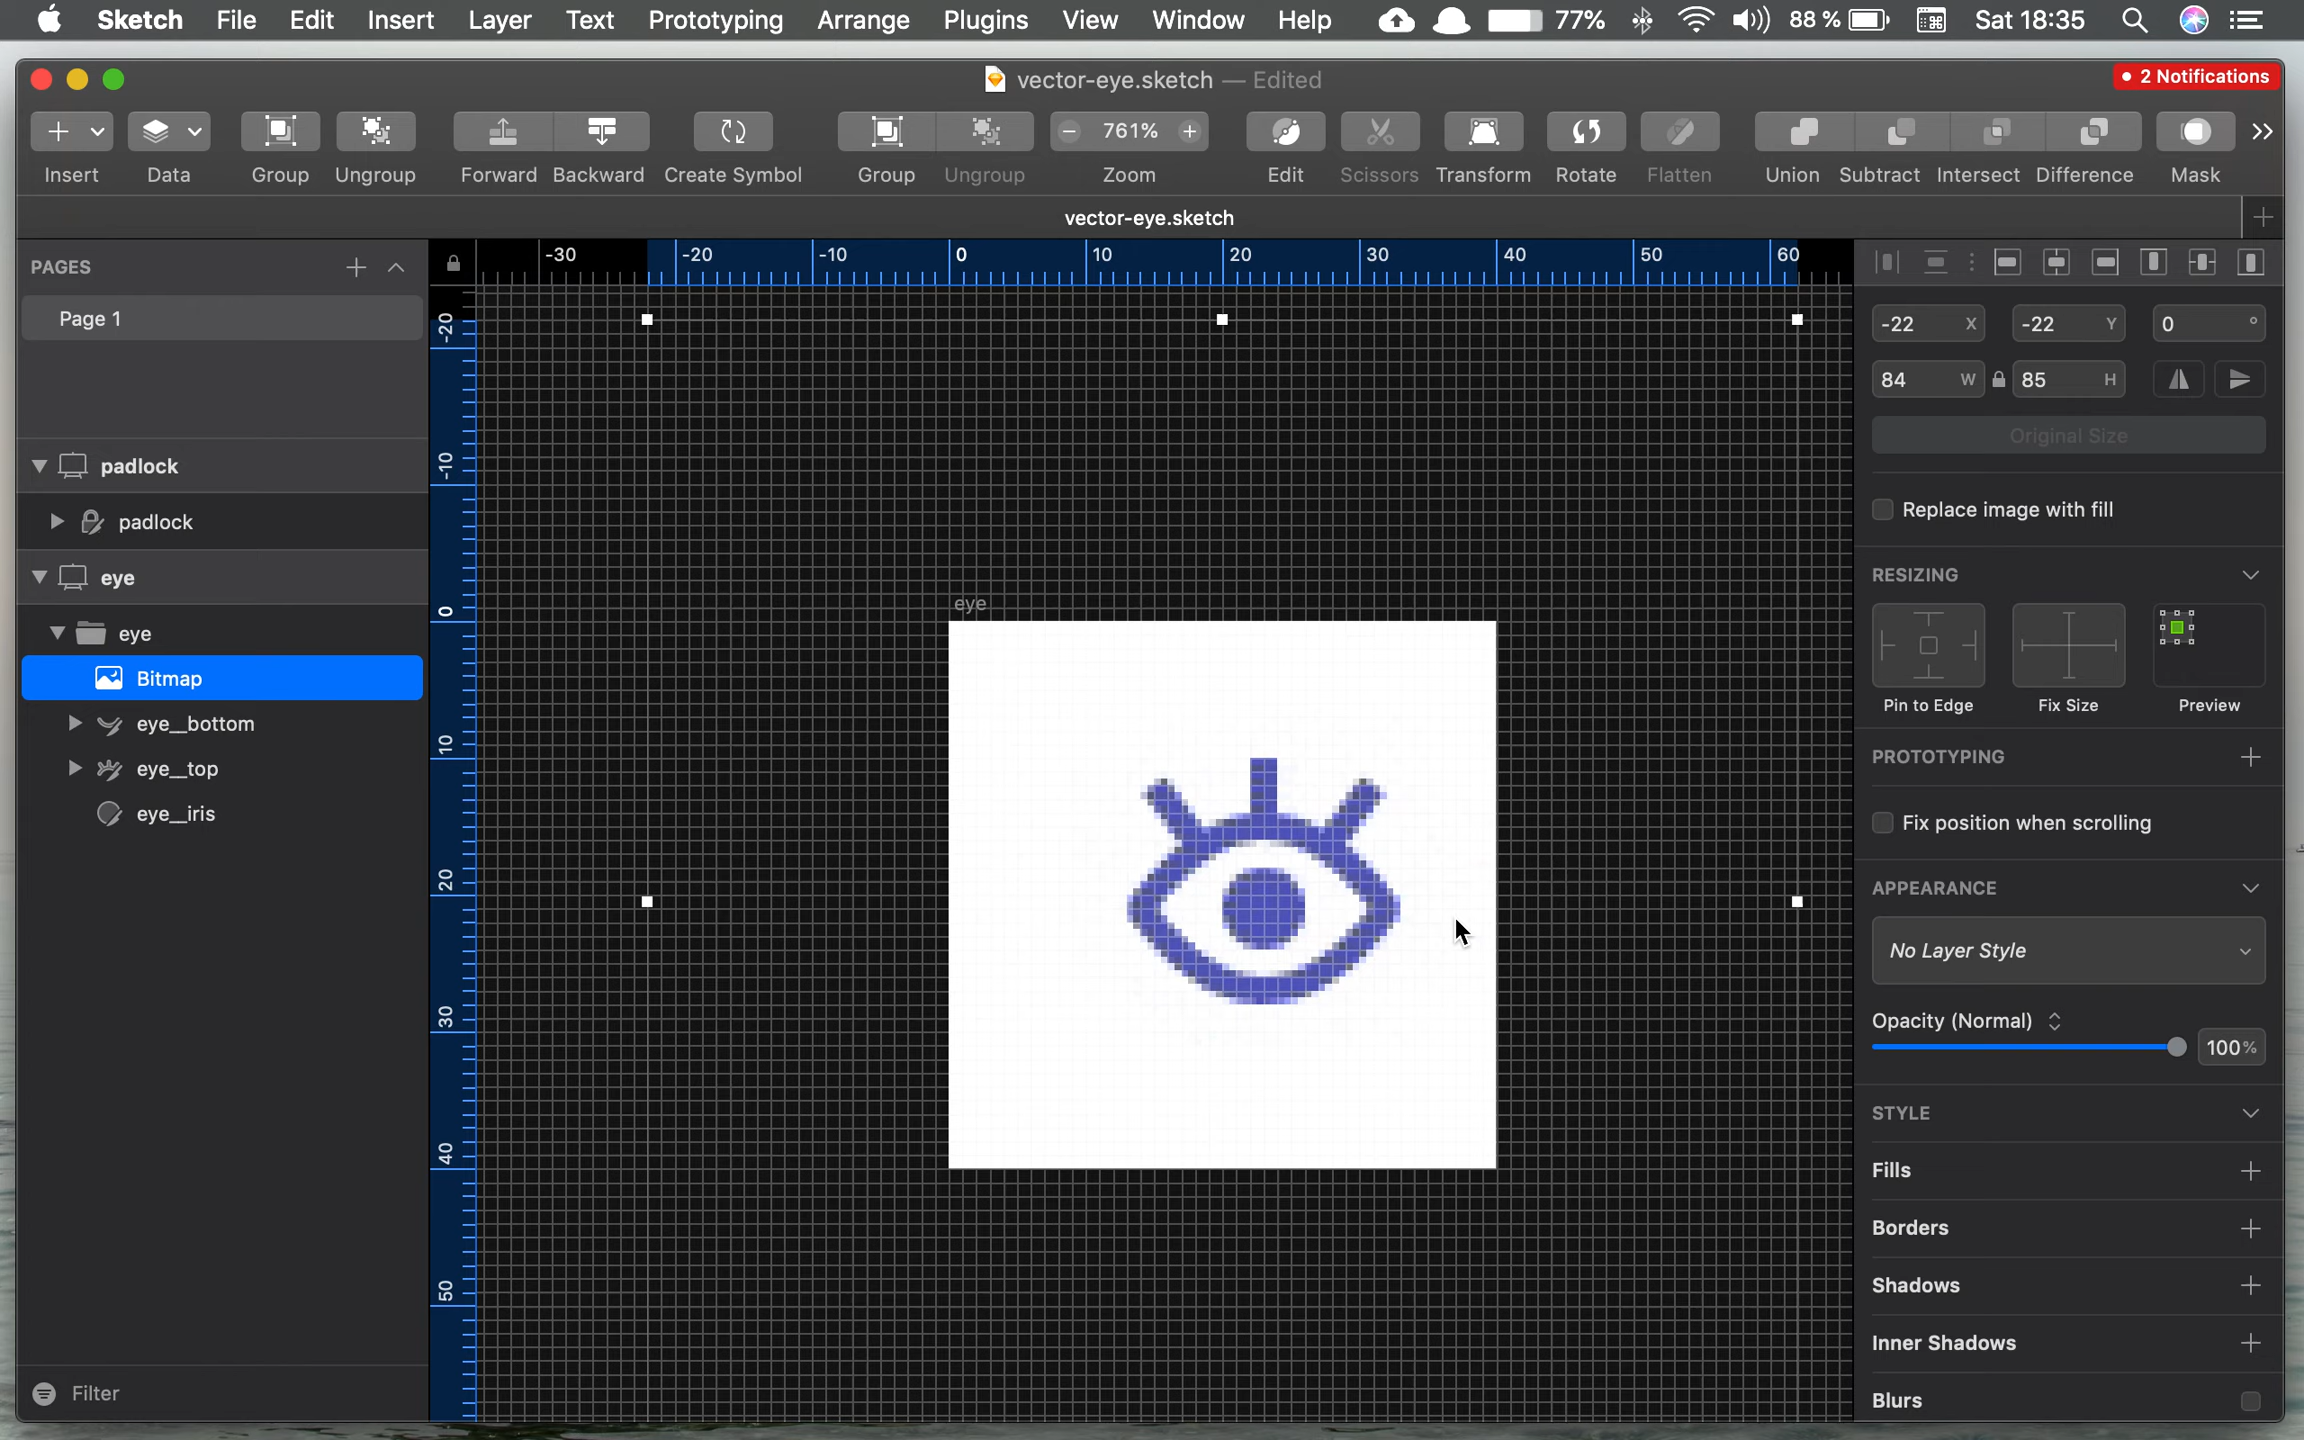 Sketch File Edit Insert Layer Text Prototyping Arrange Plugins View Window Help 77% 88 % Sat 18:35
vector-eye.sketch — Edited
2 Notifications
761%
Insert Data Group Ungroup Forward Backward Create Symbol Group Ungroup Zoom Edit Scissors Transform Rotate Flatten Union Subtract Intersect Difference Mask
vector-eye.sketch
PAGES
Page 1
padlock
padlock
eye
eye
Bitmap
eye__bottom
eye__top
eye__iris
Filter
-30 -20 -10 0 10 20 30 40 50 60
-20
-10
0
10
20
30
40
50
eye
-22 X -22 Y 0 °
84 W 85 H
Original Size
Replace image with fill
RESIZING
Pin to Edge Fix Size Preview
PROTOTYPING
Fix position when scrolling
APPEARANCE
No Layer Style
Opacity (Normal)
100%
STYLE
Fills
Borders
Shadows
Inner Shadows
Blurs